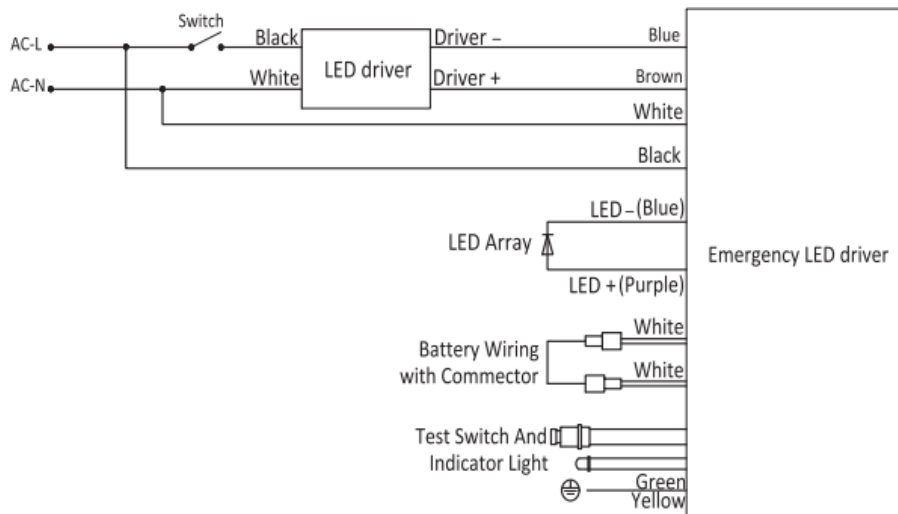 Switch
AC-L
Black
Driver –
Blue
LED driver
AC-N
White
Driver +
Brown
White
Black
LED – (Blue)
LED Array
Emergency LED driver
LED + (Purple)
White
Battery Wiring
with Commector
White
Test Switch And
Indicator Light
Green
Yellow